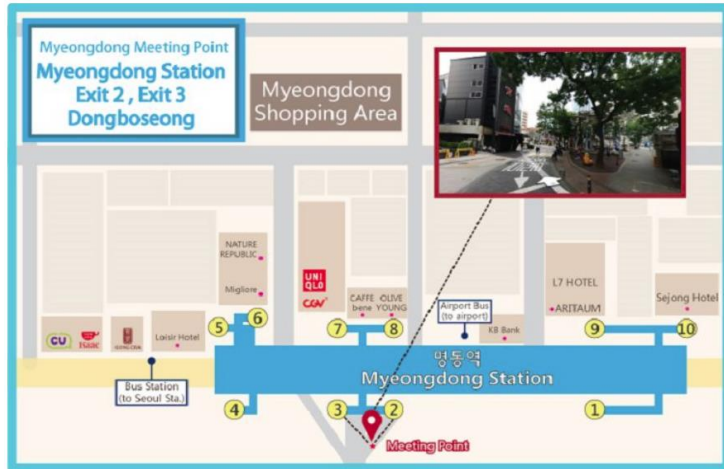 Myeongdong Meeting Point
Myeongdong Station
Exit 2 , Exit 3
Dongboseong
Myeongdong
Shopping Area
NATURE
REPUBLIC
Migliore
UNI
QLO
CGV
CAFFE
bene
OLIVE
YOUNG
Airport Bus
(to airport)
KB Bank
L7 HOTEL
ARITAUM
Sejong Hotel
CU
Isaac
Loisir Hotel
5
6
7
8
9
10
명동역
Myeongdong Station
Bus Station
(to Seoul Sta.)
4
3
2
1
Meeting Point